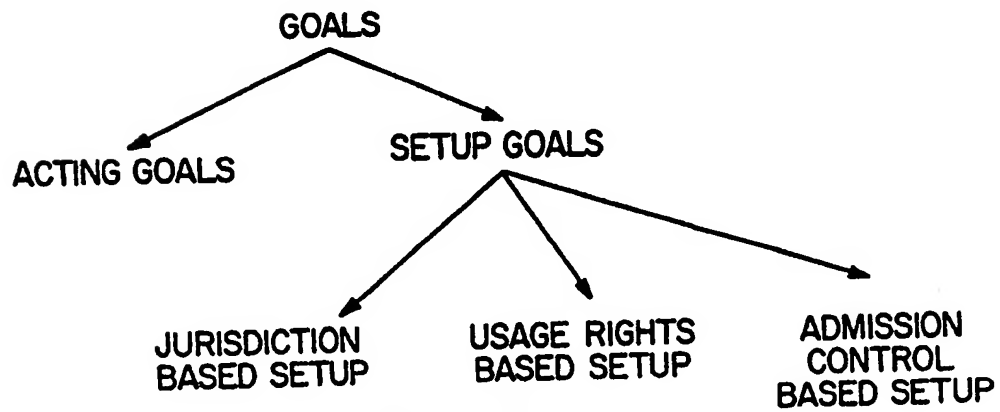 GOALS
ACTING GOALS
SETUP GOALS
JURISDICTION
BASED SETUP
USAGE RIGHTS
BASED SETUP
ADMISSION
CONTROL
BASED SETUP